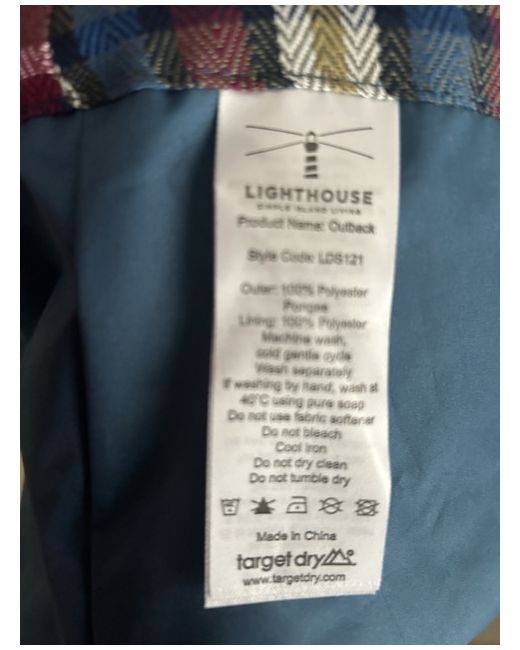 LIGHTHOUSE
SIMPLE ISLAND LIVING
Product Name: Outback
Style Code: LDS121
Outer: 100% Polyester
Pongee
Lining: 100% Polyester
Machine wash,
cold gentle cycle
Wash separately
If washing by hand, wash at
40°C using pure soap
Do not use fabric softener
Do not bleach
Cool iron
Do not dry clean
Do not tumble dry
Made in China
target dry
www.targetdry.com